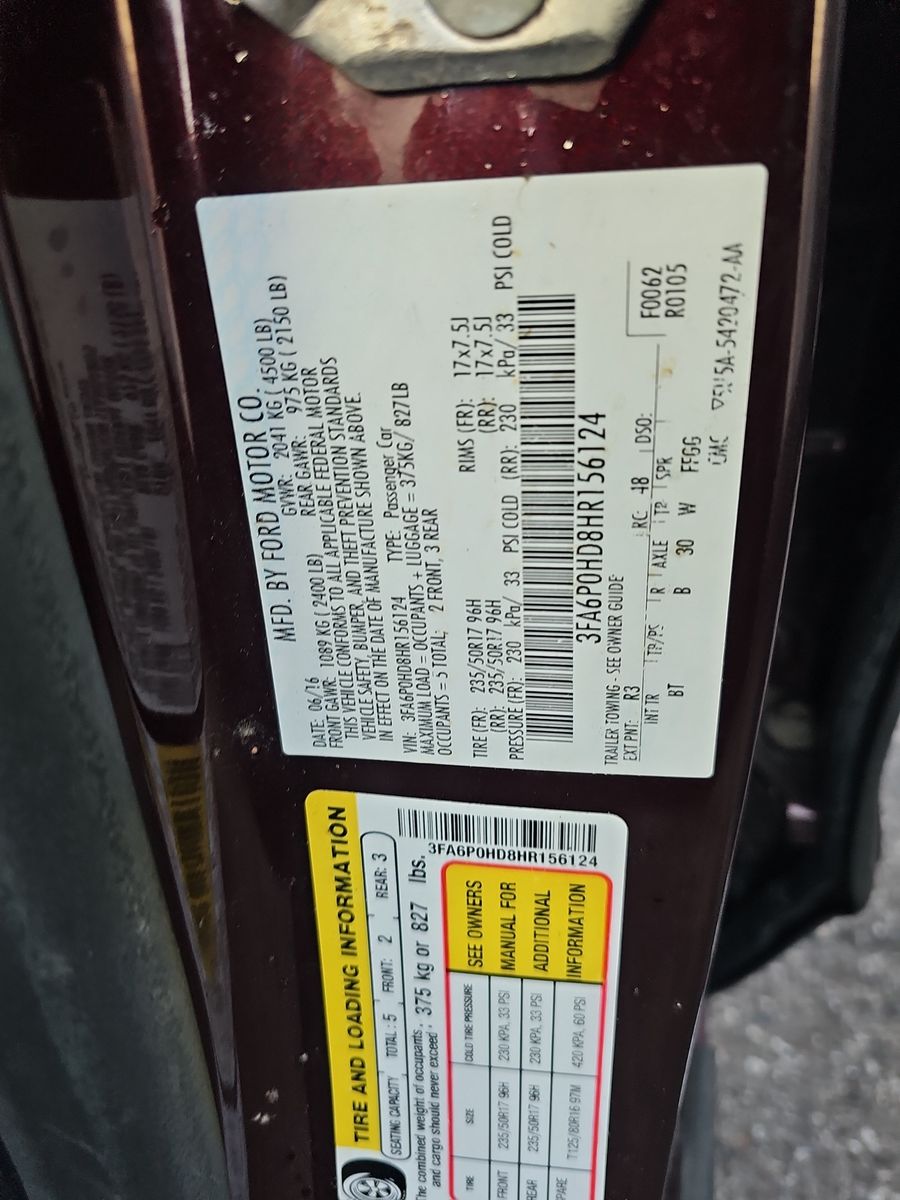 MFD. BY FORD MOTOR CO.
DATE: 06/16 GVWR: 2041 KG ( 4500 LB)
FRONT GAWR: 1089 KG ( 2400 LB) REAR GAWR: 975 KG ( 2150 LB)
THIS VEHICLE CONFORMS TO ALL APPLICABLE FEDERAL MOTOR
VEHICLE SAFETY, BUMPER, AND THEFT PREVENTION STANDARDS
IN EFFECT ON THE DATE OF MANUFACTURE SHOWN ABOVE.
VIN: 3FA6P0HD8HR156124 TYPE: Passenger Car
MAXIMUM LOAD = OCCUPANTS + LUGGAGE = 375KG/ 827LB
OCCUPANTS = 5 TOTAL, 2 FRONT, 3 REAR
TIRE (FR): 235/50R17 96H RIMS (FR): 17x7.5J
(RR): 235/50R17 96H (RR): 17x7.5J
PRESSURE (FR): 230 kPa/ 33 PSI COLD (RR): 230 kPa/ 33 PSI COLD
3FA6P0HD8HR156124
TRAILER TOWING - SEE OWNER GUIDE
F0062
R0105
EXT PNT: R3 RC: 48 DSO:
INT TR TP/PS R AXLE TR SPR
BT B 30 W FFGG
5420472-AA
TIRE AND LOADING INFORMATION
SEATING CAPACITY TOTAL: 5 FRONT: 2 REAR: 3
The combined weight of occupants
and cargo should never exceed: 375 kg or 827 lbs.
3FA6P0HD8HR156124
TIRE SIZE COLD TIRE PRESSURE
FRONT 235/50R17 96H 230 KPA, 33 PSI
235/50R17 96H 230 KPA, 33 PSI
T125/80R16 97M 420 KPA, 60 PSI
SEE OWNERS
MANUAL FOR
ADDITIONAL
INFORMATION